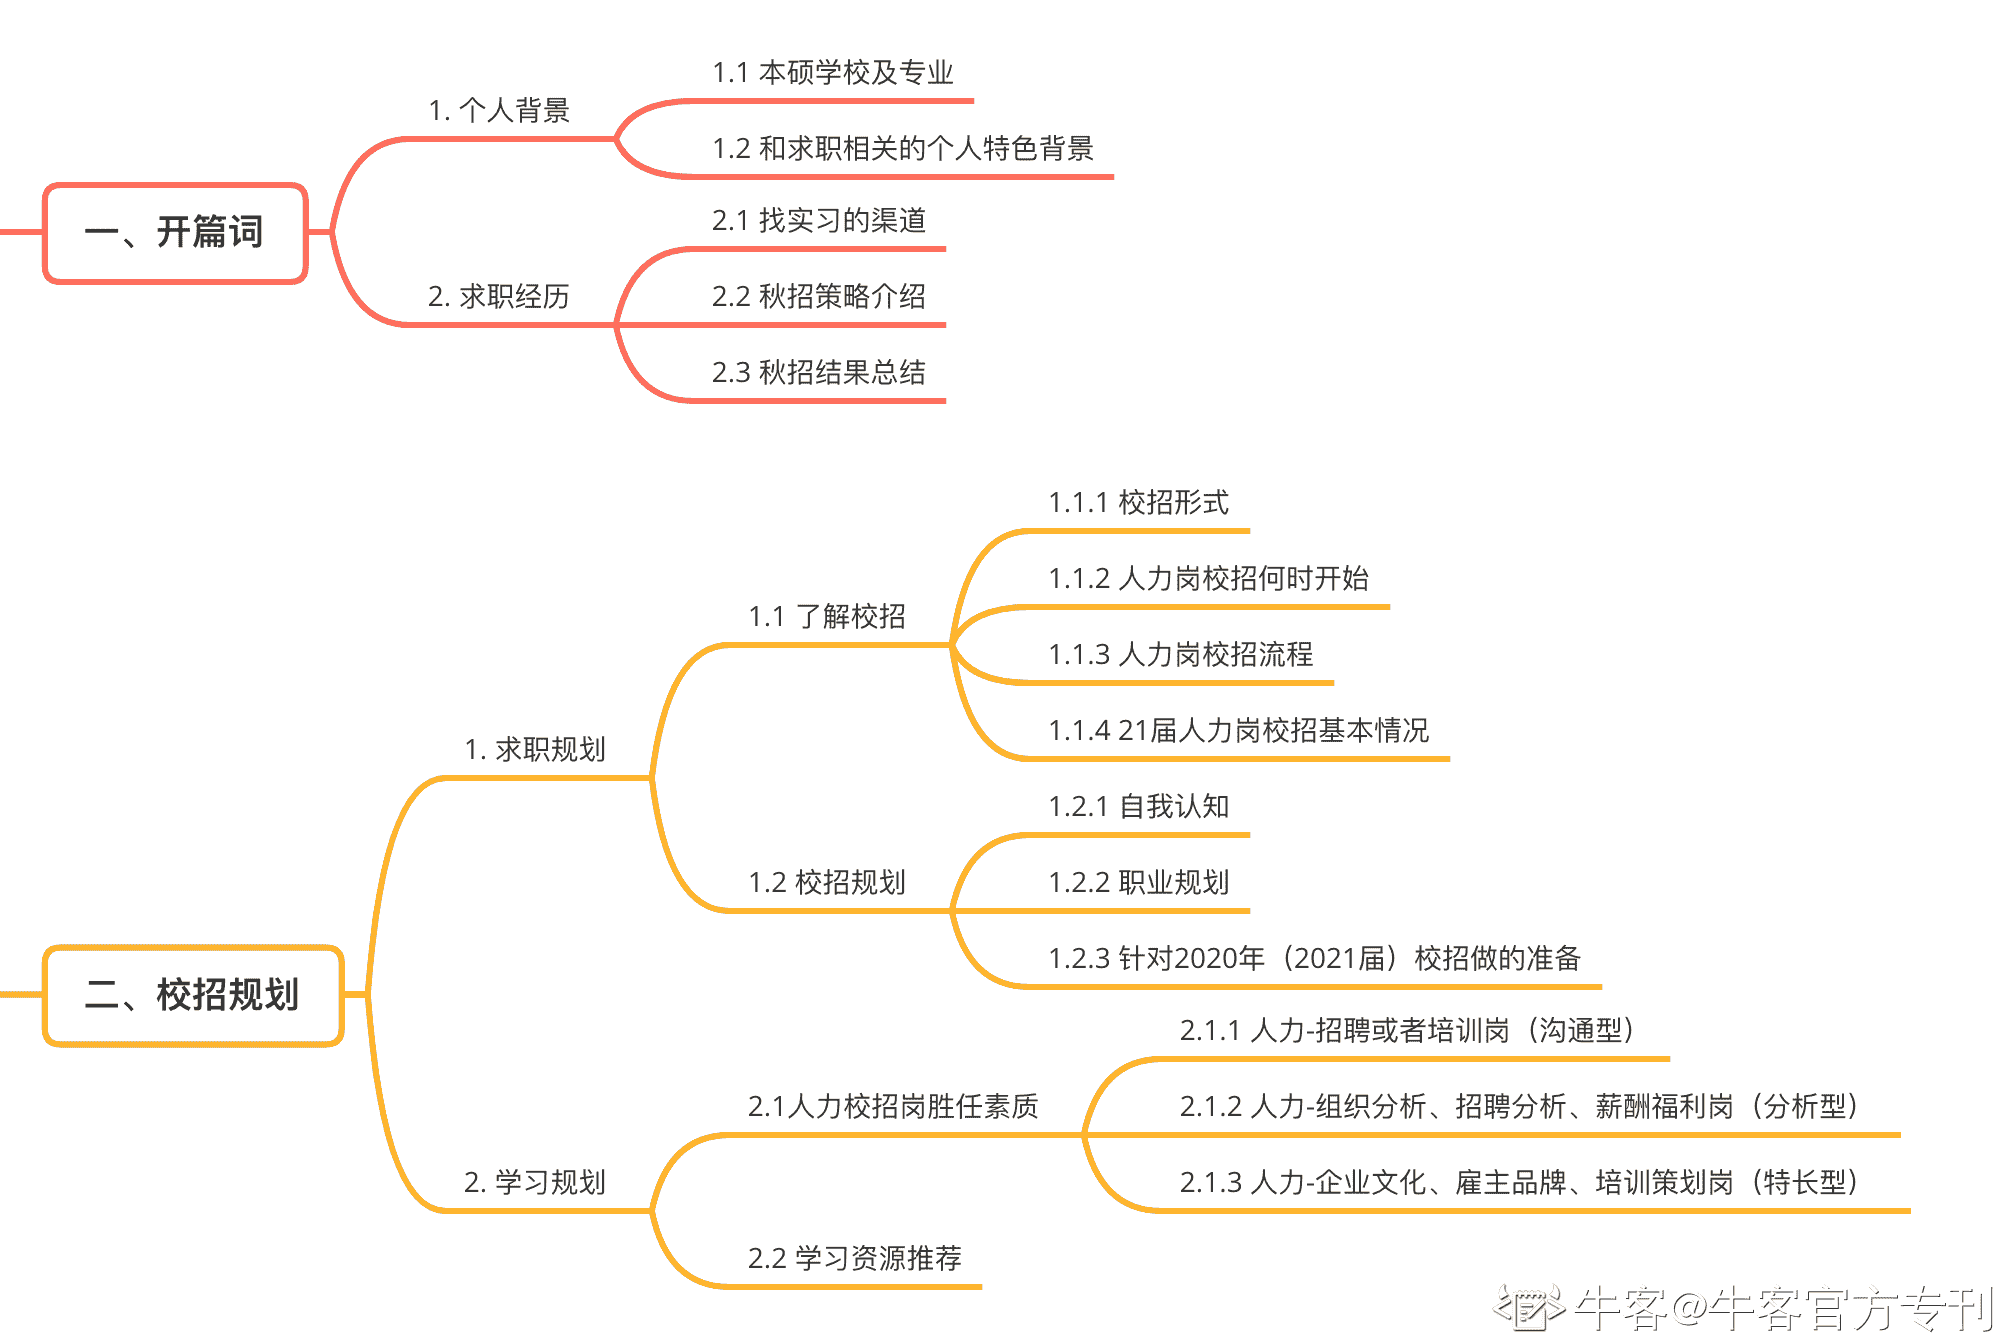 一、开篇词
1. 个人背景
1.1 本硕学校及专业
1.2 和求职相关的个人特色背景
2. 求职经历
2.1 找实习的渠道
2.2 秋招策略介绍
2.3 秋招结果总结
二、校招规划
1. 求职规划
1.1 了解校招
1.1.1 校招形式
1.1.2 人力岗校招何时开始
1.1.3 人力岗校招流程
1.1.4 21届人力岗校招基本情况
1.2 校招规划
1.2.1 自我认知
1.2.2 职业规划
1.2.3 针对2020年（2021届）校招做的准备
2. 学习规划
2.1人力校招岗胜任素质
2.1.1 人力-招聘或者培训岗（沟通型）
2.1.2 人力-组织分析、招聘分析、薪酬福利岗（分析型）
2.1.3 人力-企业文化、雇主品牌、培训策划岗（特长型）
2.2 学习资源推荐
牛客@牛客官方专刊